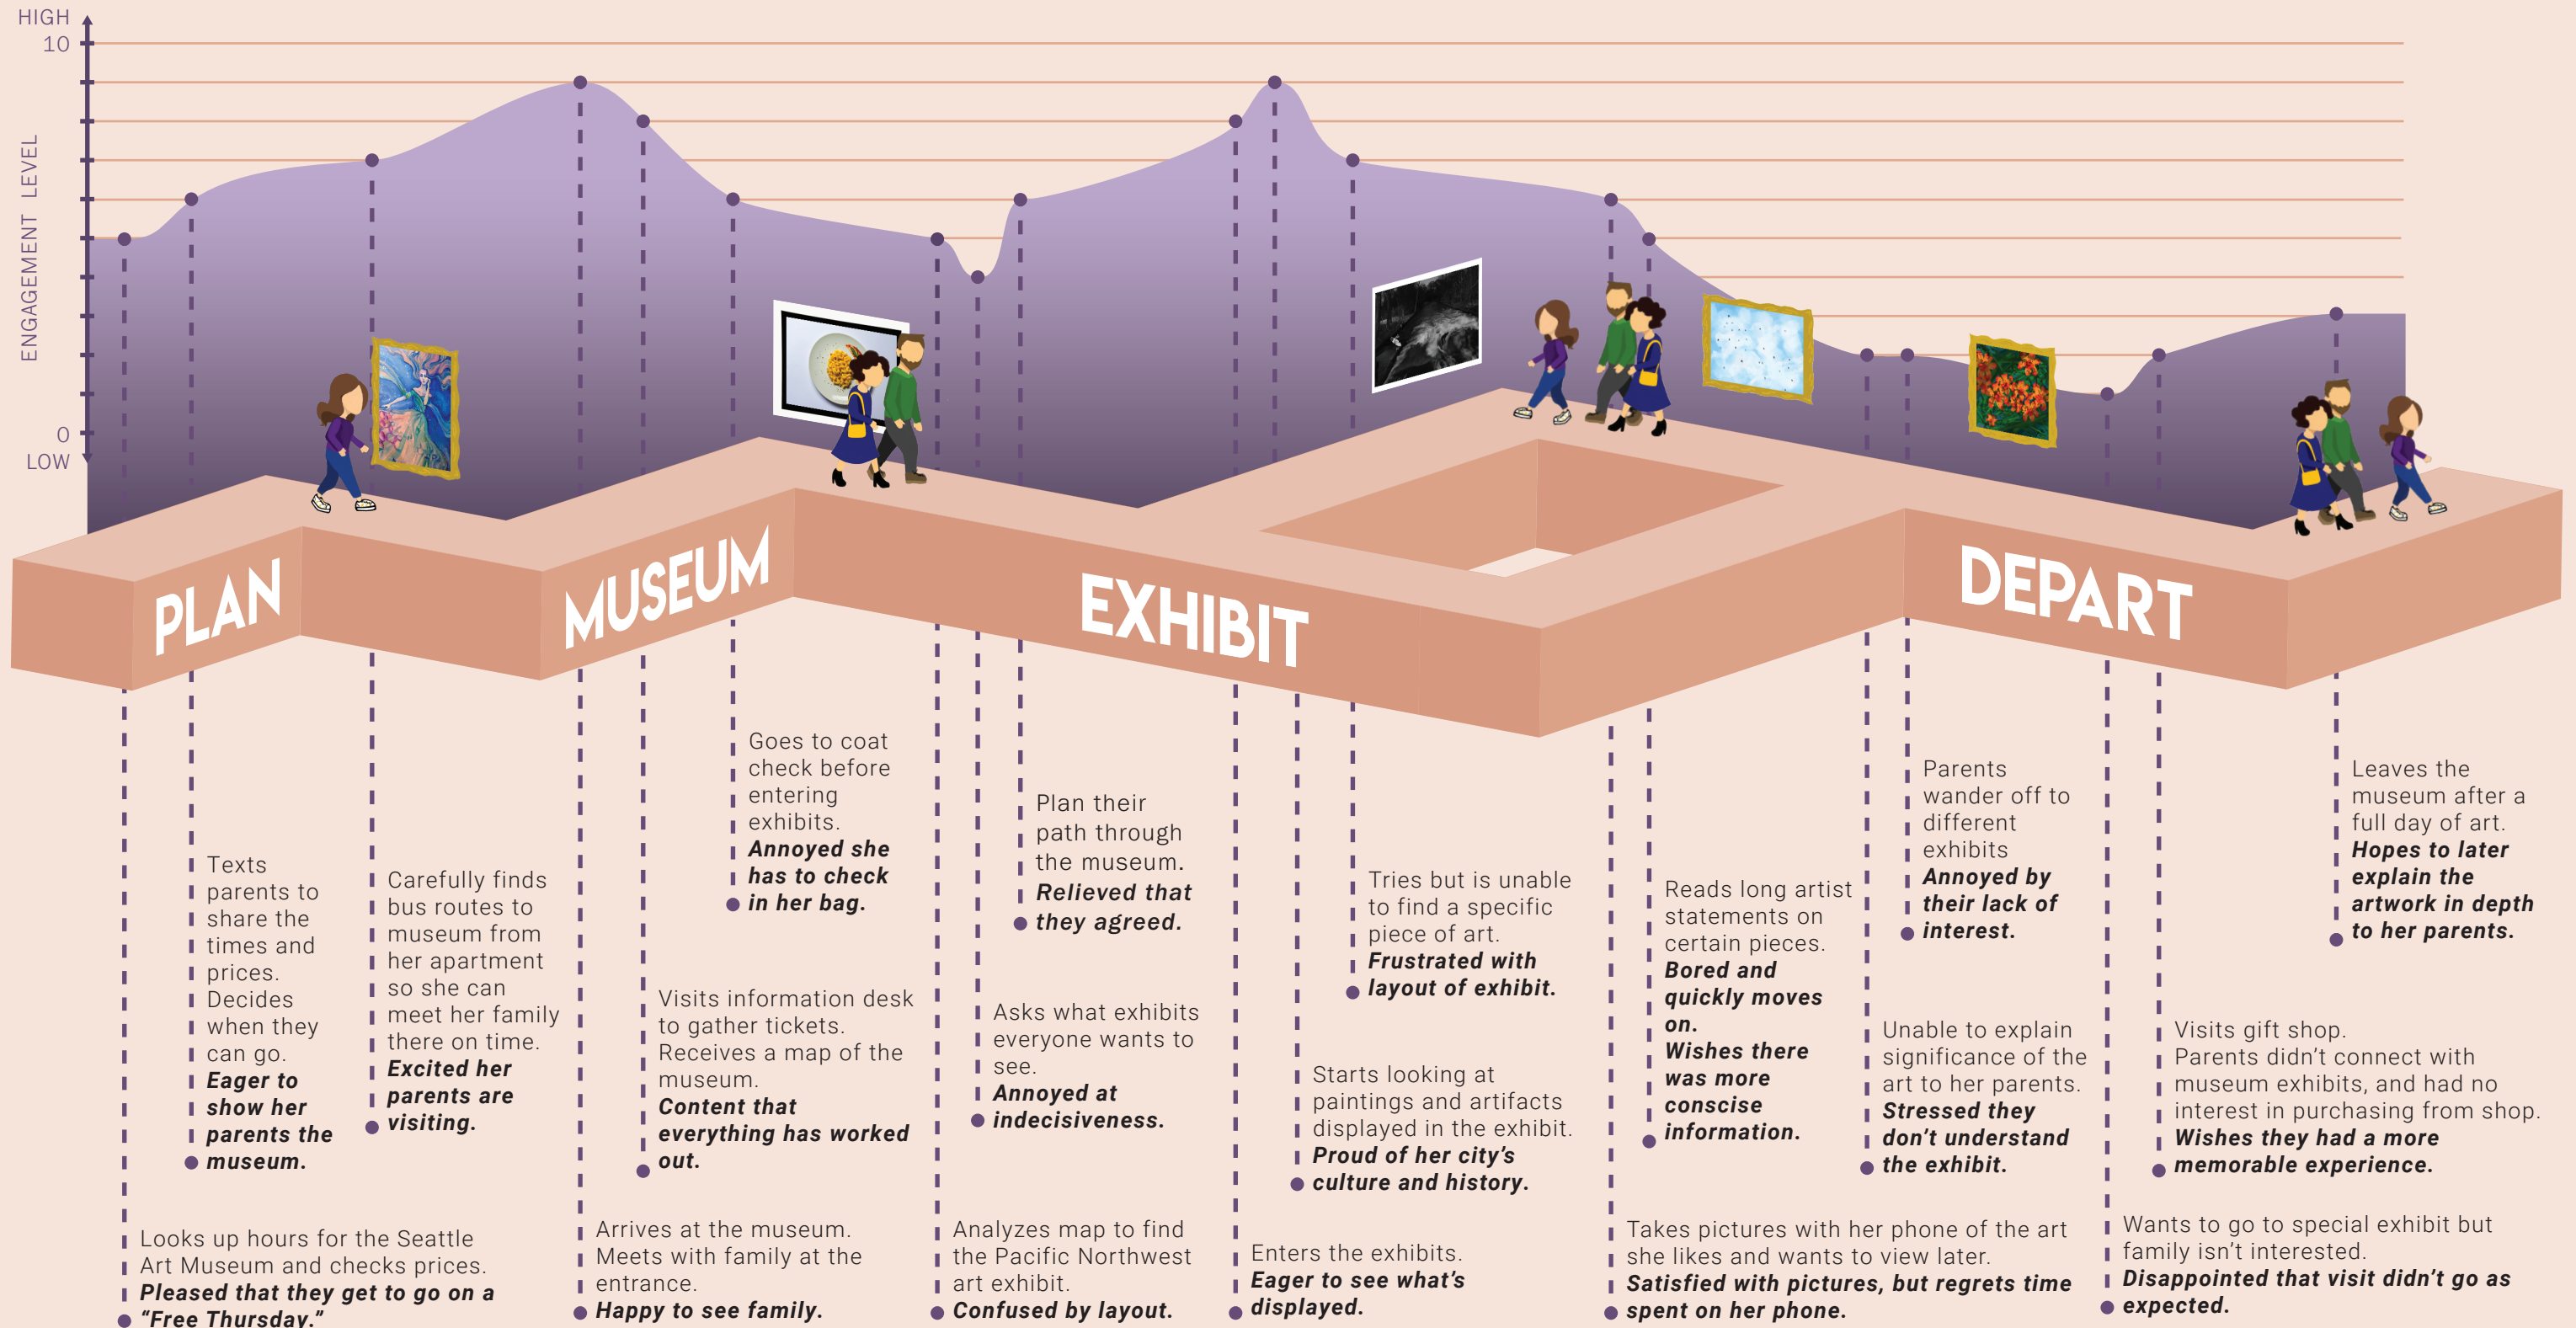 HIGH
10
ENGAGEMENT LEVEL
0
LOW
PLAN
MUSEUM
EXHIBIT
DEPART
Looks up hours for the Seattle
Art Museum and checks prices.
Pleased that they get to go on a
“Free Thursday.”
Texts
parents to
share the
times and
prices.
Decides
when they
can go.
Eager to
show her
parents the
museum.
Carefully finds
bus routes to
museum from
her apartment
so she can
meet her family
there on time.
Excited her
parents are
visiting.
Arrives at the museum.
Meets with family at the
entrance.
Happy to see family.
Visits information desk
to gather tickets.
Receives a map of the
museum.
Content that
everything has worked
out.
Goes to coat
check before
entering
exhibits.
Annoyed she
has to check
in her bag.
Analyzes map to find
the Pacific Northwest
art exhibit.
Confused by layout.
Asks what exhibits
everyone wants to
see.
Annoyed at
indecisiveness.
Plan their
path through
the museum.
Relieved that
they agreed.
Enters the exhibits.
Eager to see what’s
displayed.
Starts looking at
paintings and artifacts
displayed in the exhibit.
Proud of her city’s
culture and history.
Tries but is unable
to find a specific
piece of art.
Frustrated with
layout of exhibit.
Takes pictures with her phone of the art
she likes and wants to view later.
Satisfied with pictures, but regrets time
spent on her phone.
Reads long artist
statements on
certain pieces.
Bored and
quickly moves
on.
Wishes there
was more
conscise
information.
Unable to explain
significance of the
art to her parents.
Stressed they
don’t understand
the exhibit.
Parents
wander off to
different
exhibits
Annoyed by
their lack of
interest.
Wants to go to special exhibit but
family isn’t interested.
Disappointed that visit didn’t go as
expected.
Visits gift shop.
Parents didn’t connect with
museum exhibits, and had no
interest in purchasing from shop.
Wishes they had a more
memorable experience.
Leaves the
museum after a
full day of art.
Hopes to later
explain the
artwork in depth
to her parents.